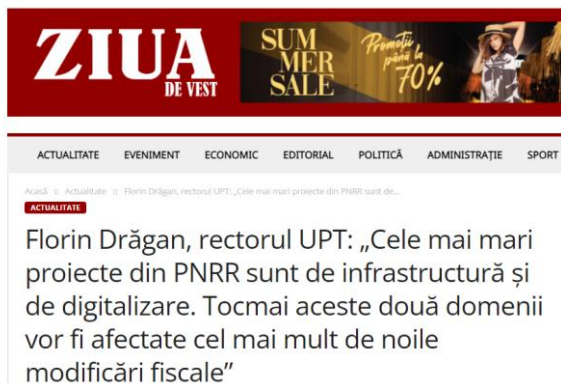 ZIUA
DE VEST
SUM
MER
SALE
Promoții
până la
70%
ACTUALITATE EVENIMENT ECONOMIC EDITORIAL POLITICĂ ADMINISTRAȚIE SPORT
Acasă Actualitate Florin Drăgan, rectorul UPT: „Cele mai mari proiecte din PNRR sunt de...
ACTUALITATE
Florin Drăgan, rectorul UPT: „Cele mai mari
proiecte din PNRR sunt de infrastructură și
de digitalizare. Tocmai aceste două domenii
vor fi afectate cel mai mult de noile
modificări fiscale”